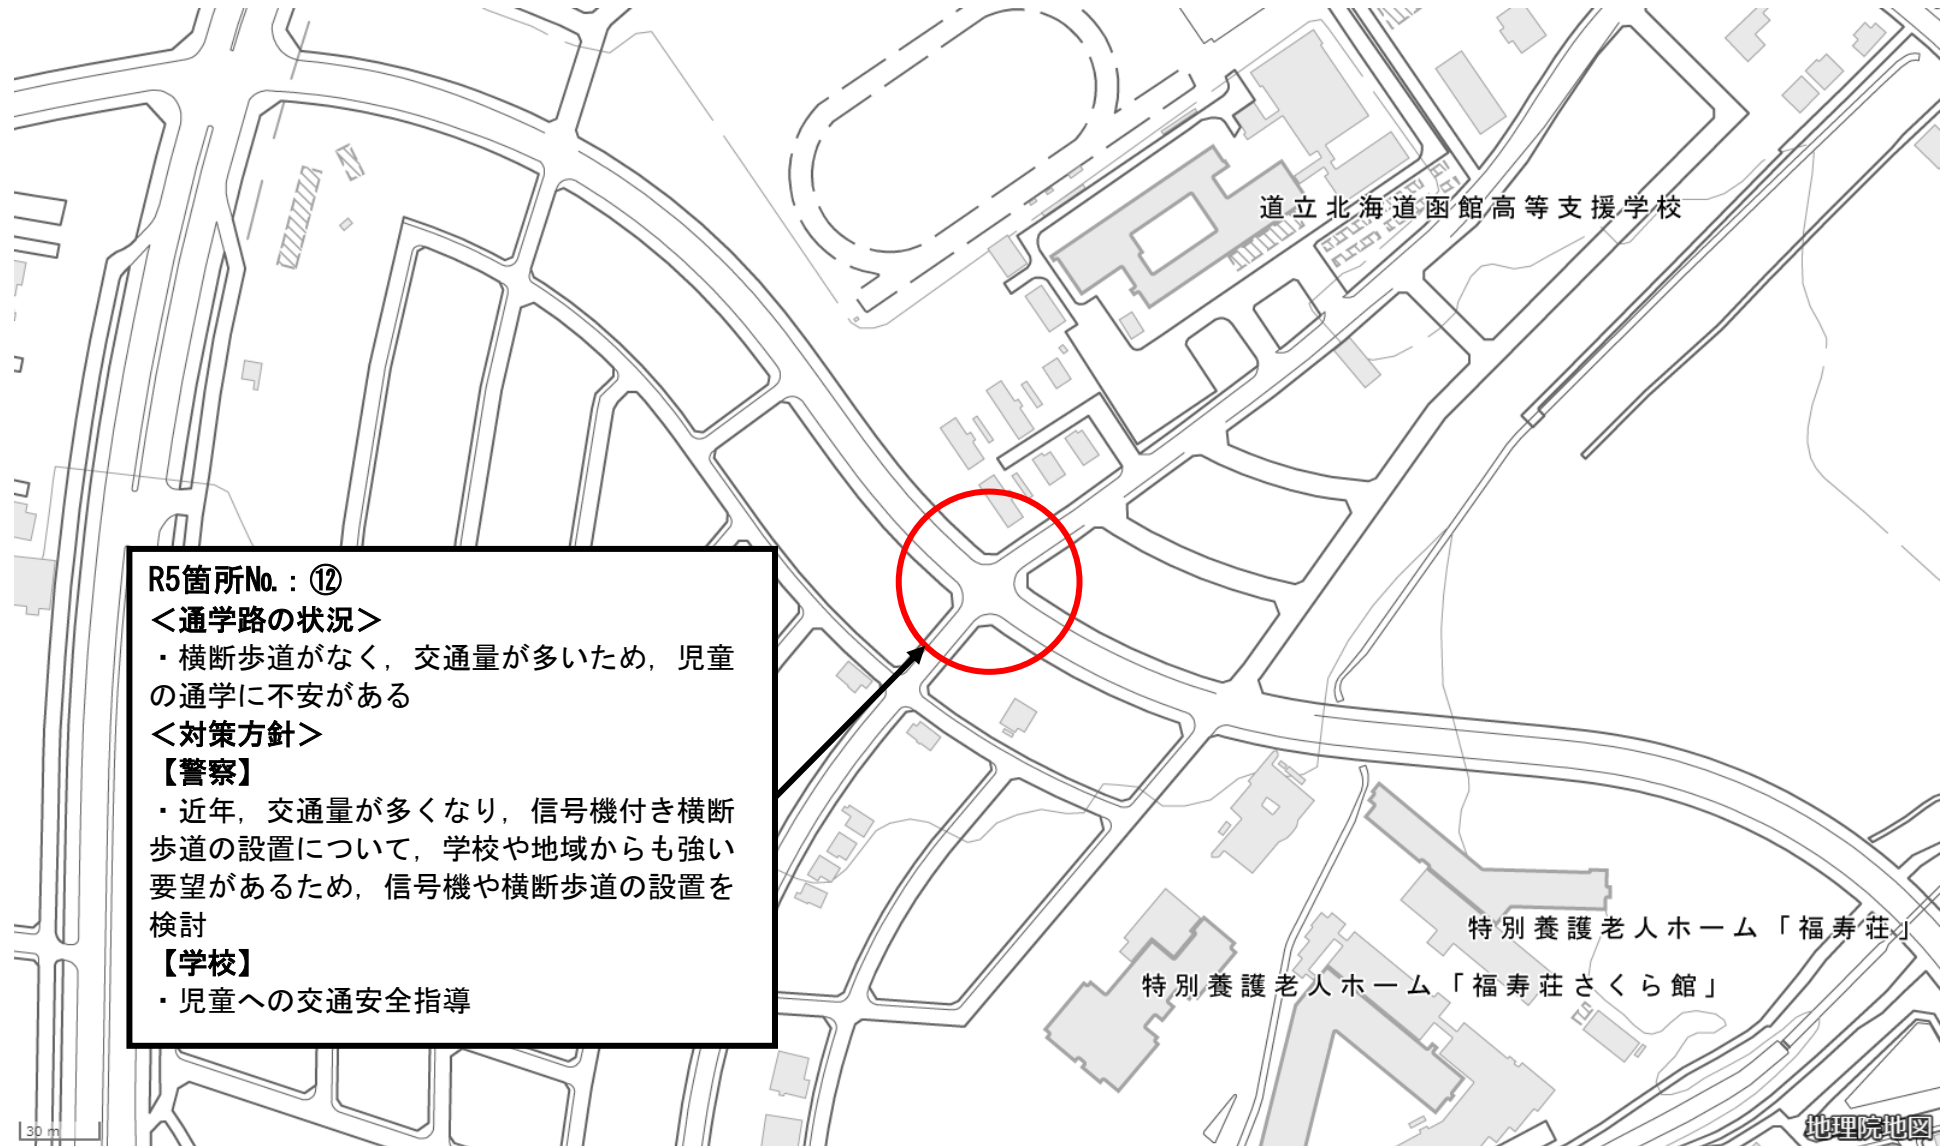 道立北海道函館高等支援学校
R5箇所No.：⑫
＜通学路の状況＞
・横断歩道がなく，交通量が多いため，児童
の通学に不安がある
＜対策方針＞
【警察】
・近年，交通量が多くなり，信号機付き横断
歩道の設置について，学校や地域からも強い
要望があるため，信号機や横断歩道の設置を
検討
【学校】
・児童への交通安全指導
特別養護老人ホーム「福寿荘」
特別養護老人ホーム「福寿荘さくら館」
30 m
地理院地図